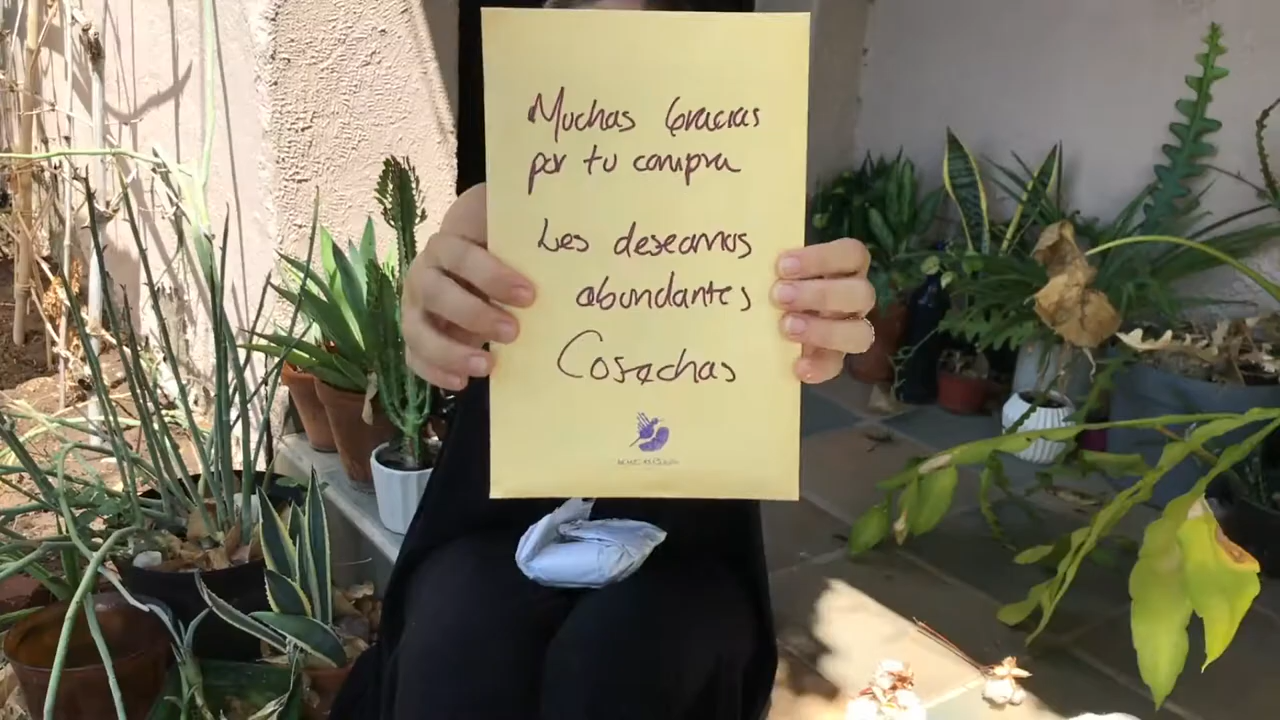 Muchas Gracias
por tu compra
Les deseamos
abundantes
Cosechas